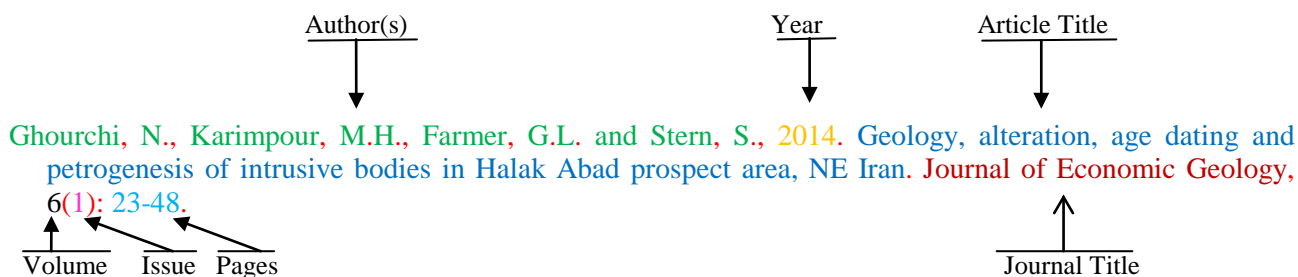 Author(s) Year Article Title
Ghourchi, N., Karimpour, M.H., Farmer, G.L. and Stern, S., 2014. Geology, alteration, age dating and
petrogenesis of intrusive bodies in Halak Abad prospect area, NE Iran. Journal of Economic Geology,
6(1): 23-48.
Volume Issue Pages Journal Title